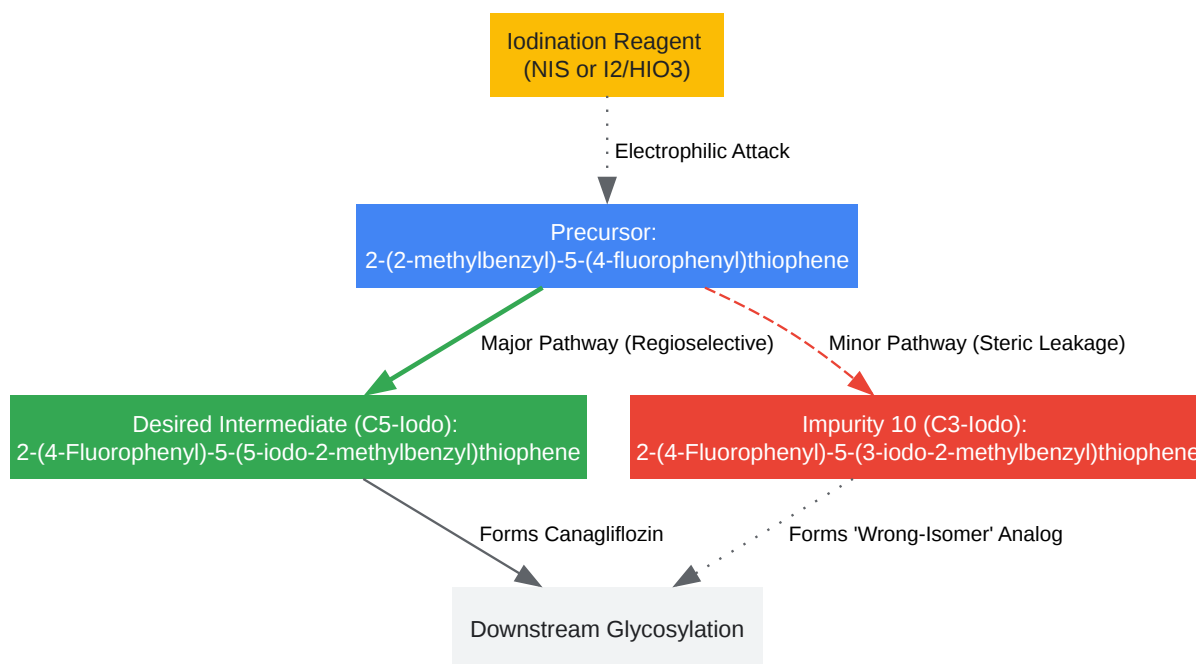 Iodination Reagent
(NIS or I2/HIO3)
Electrophilic Attack
Precursor:
2-(2-methylbenzyl)-5-(4-fluorophenyl)thiophene
Major Pathway (Regioselective)
Minor Pathway (Steric Leakage)
Desired Intermediate (C5-Iodo):
2-(4-Fluorophenyl)-5-(5-iodo-2-methylbenzyl)thiophene
Impurity 10 (C3-Iodo):
2-(4-Fluorophenyl)-5-(3-iodo-2-methylbenzyl)thiophene
Forms Canagliflozin
Forms 'Wrong-Isomer' Analog
Downstream Glycosylation